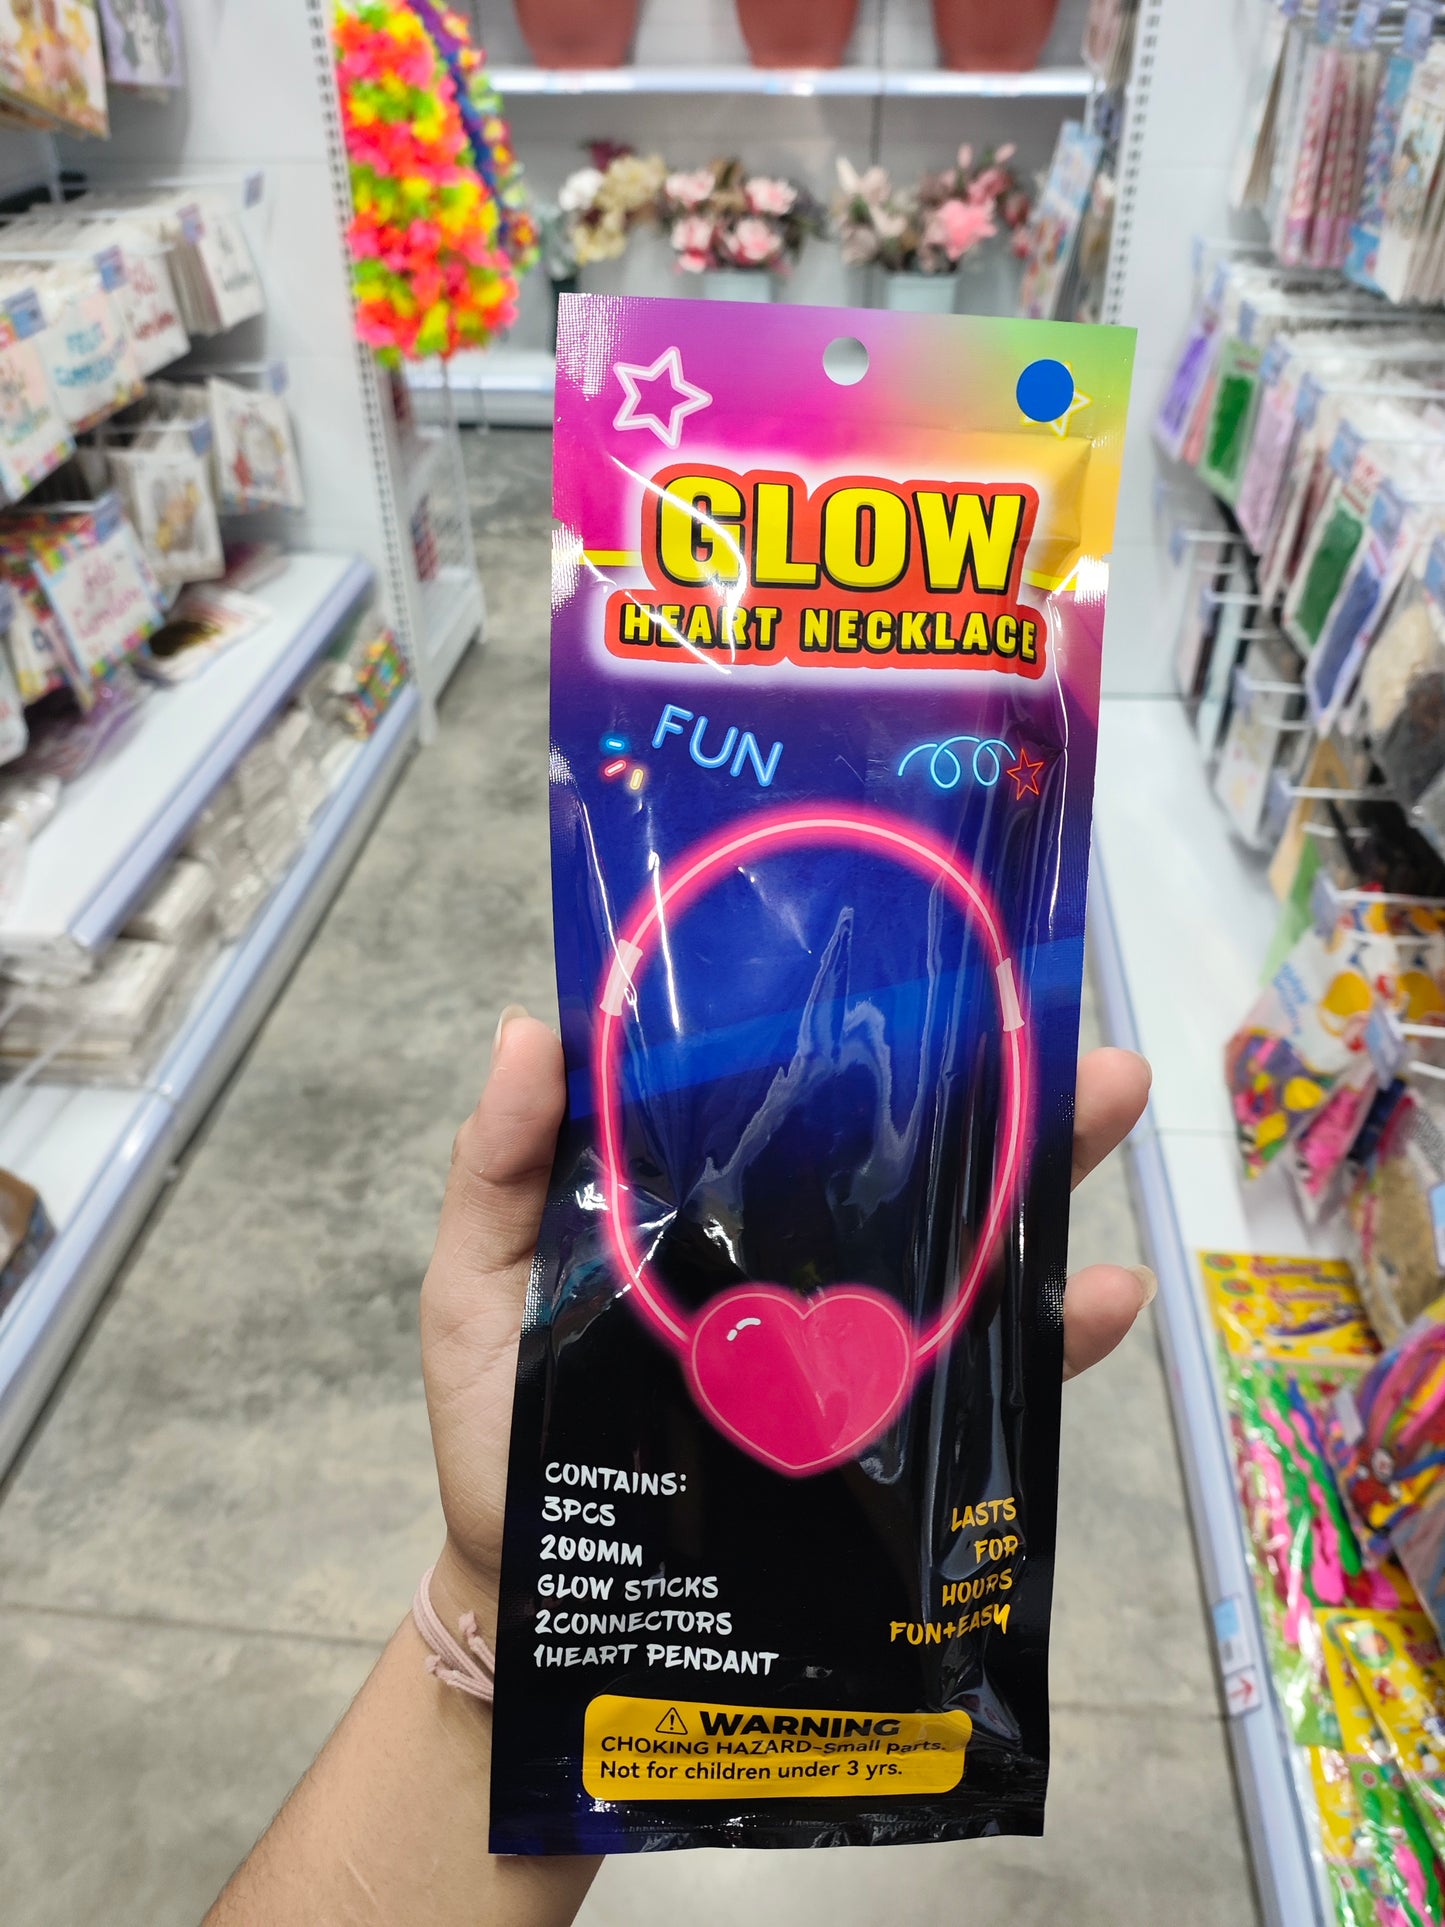 GLOW
HEART NECKLACE
FUN
CONTAINS:
3PCS
200MM
GLOW STICKS
2CONNECTORS
1HEART PENDANT
LASTS
FOR
HOURS
FUN+EASY
WARNING
CHOKING HAZARD-Small parts.
Not for children under 3 yrs.